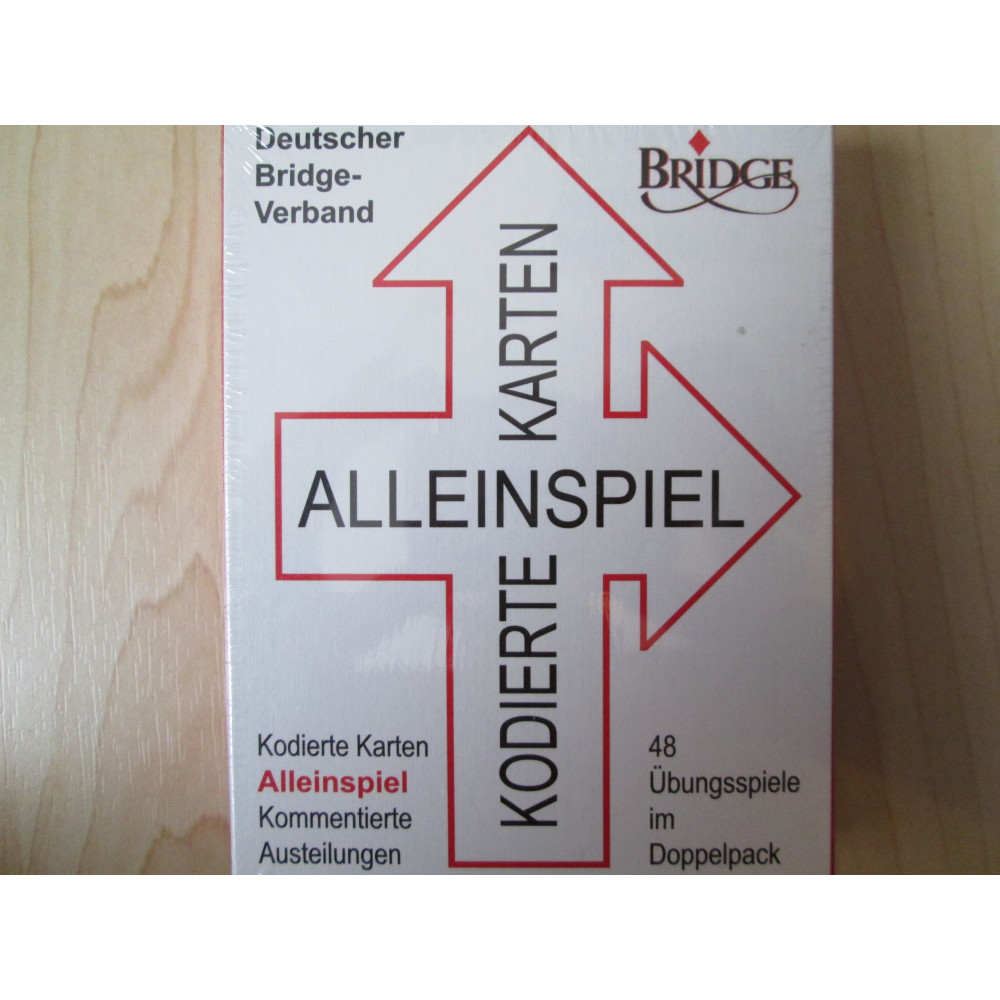 Deutscher
Bridge-
Verband
BRIDGE
KODIERTE KARTEN
ALLEINSPIEL
Kodierte Karten
Alleinspiel
Kommentierte
Austeilungen
48
Übungsspiele
im
Doppelpack